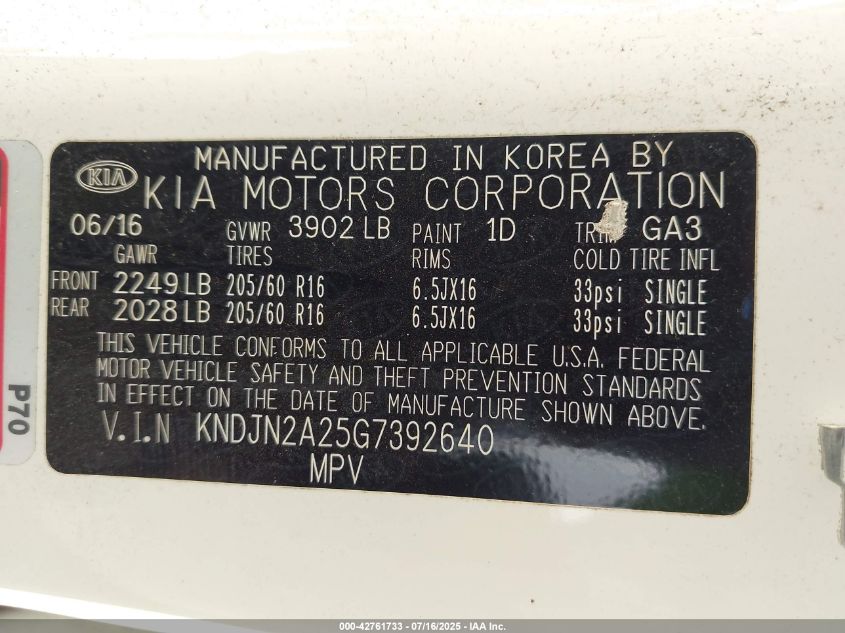 MANUFACTURED IN KOREA BY
KIA KIA MOTORS CORPORATION
06/16 GVWR 3902 LB PAINT 1D TRIM GA3
GAWR TIRES RIMS COLD TIRE INFL
FRONT 2249 LB 205/60 R16 6.5JX16 33psi SINGLE
REAR 2028 LB 205/60 R16 6.5JX16 33psi SINGLE
THIS VEHICLE CONFORMS TO ALL APPLICABLE U.S.A. FEDERAL
MOTOR VEHICLE SAFETY AND THEFT PREVENTION STANDARDS
IN EFFECT ON THE DATE OF MANUFACTURE SHOWN ABOVE.
V.I.N KNDJN2A25G7392640
MPV
P70
000-42761733 - 07/16/2025 - IAA Inc.